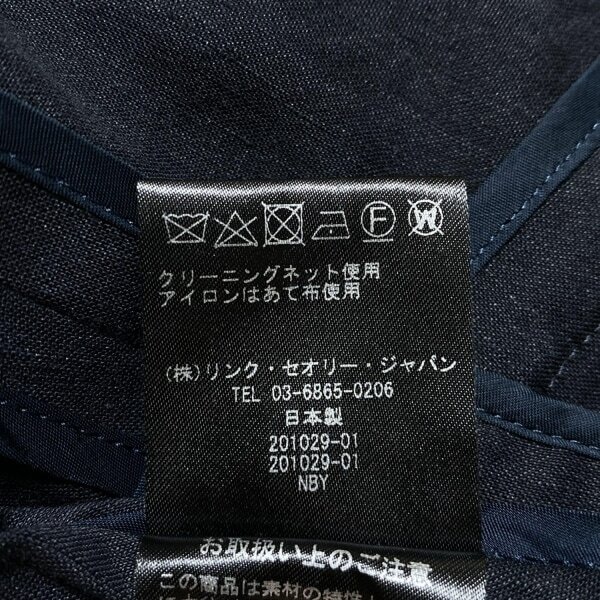 F W
クリーニングネット使用
アイロンはあて布使用
(株)リンク・セオリー・ジャパン
TEL 03-6865-0206
日本製
201029-01
201029-01
NBY
お取扱い上のご注意
この商品は素材の特性